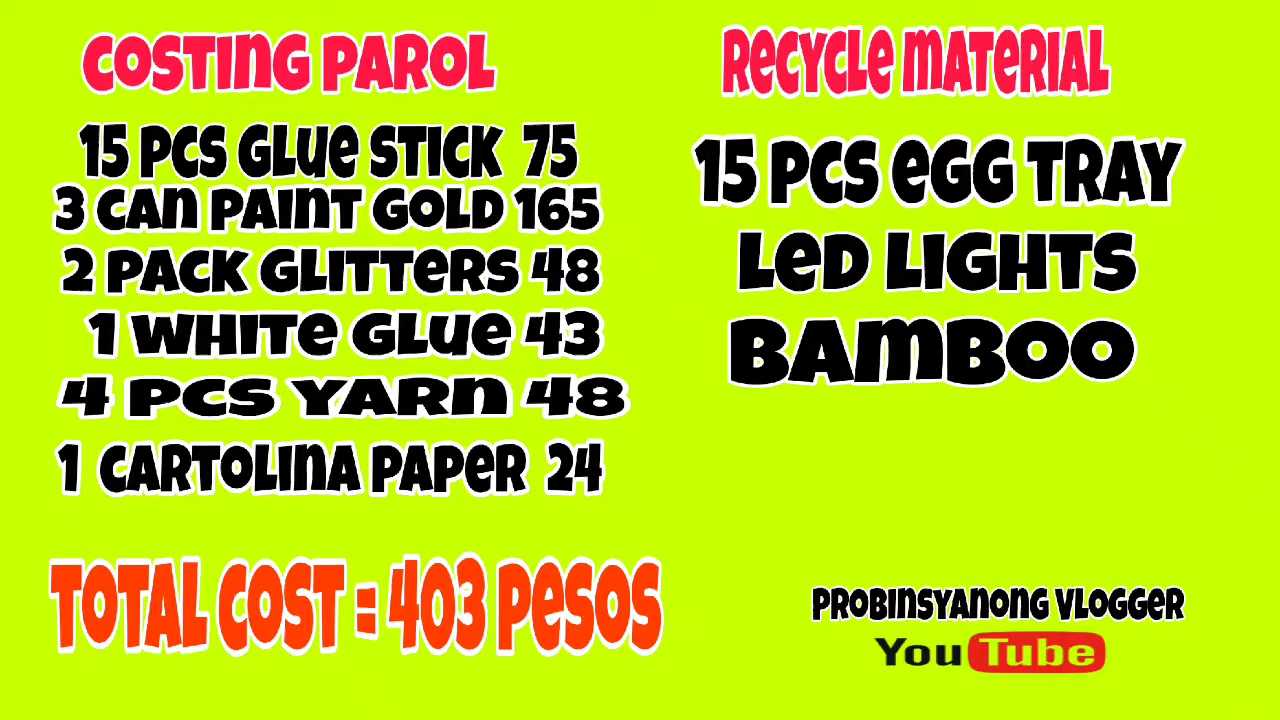 COSTING PAROL
15 PCS GLUE STICK 75
3 CAN PAINT GOLD 165
2 PACK GLITTERS 48
1 WHITE GLUE 43
4 PCS YARN 48
1 CARTOLINA PAPER 24
TOTAL COST = 403 PESOS
RECYCLE MATERIAL
15 PCS EGG TRAY
LED LIGHTS
BAMBOO
PROBINSYANONG VLOGGER
YouTube